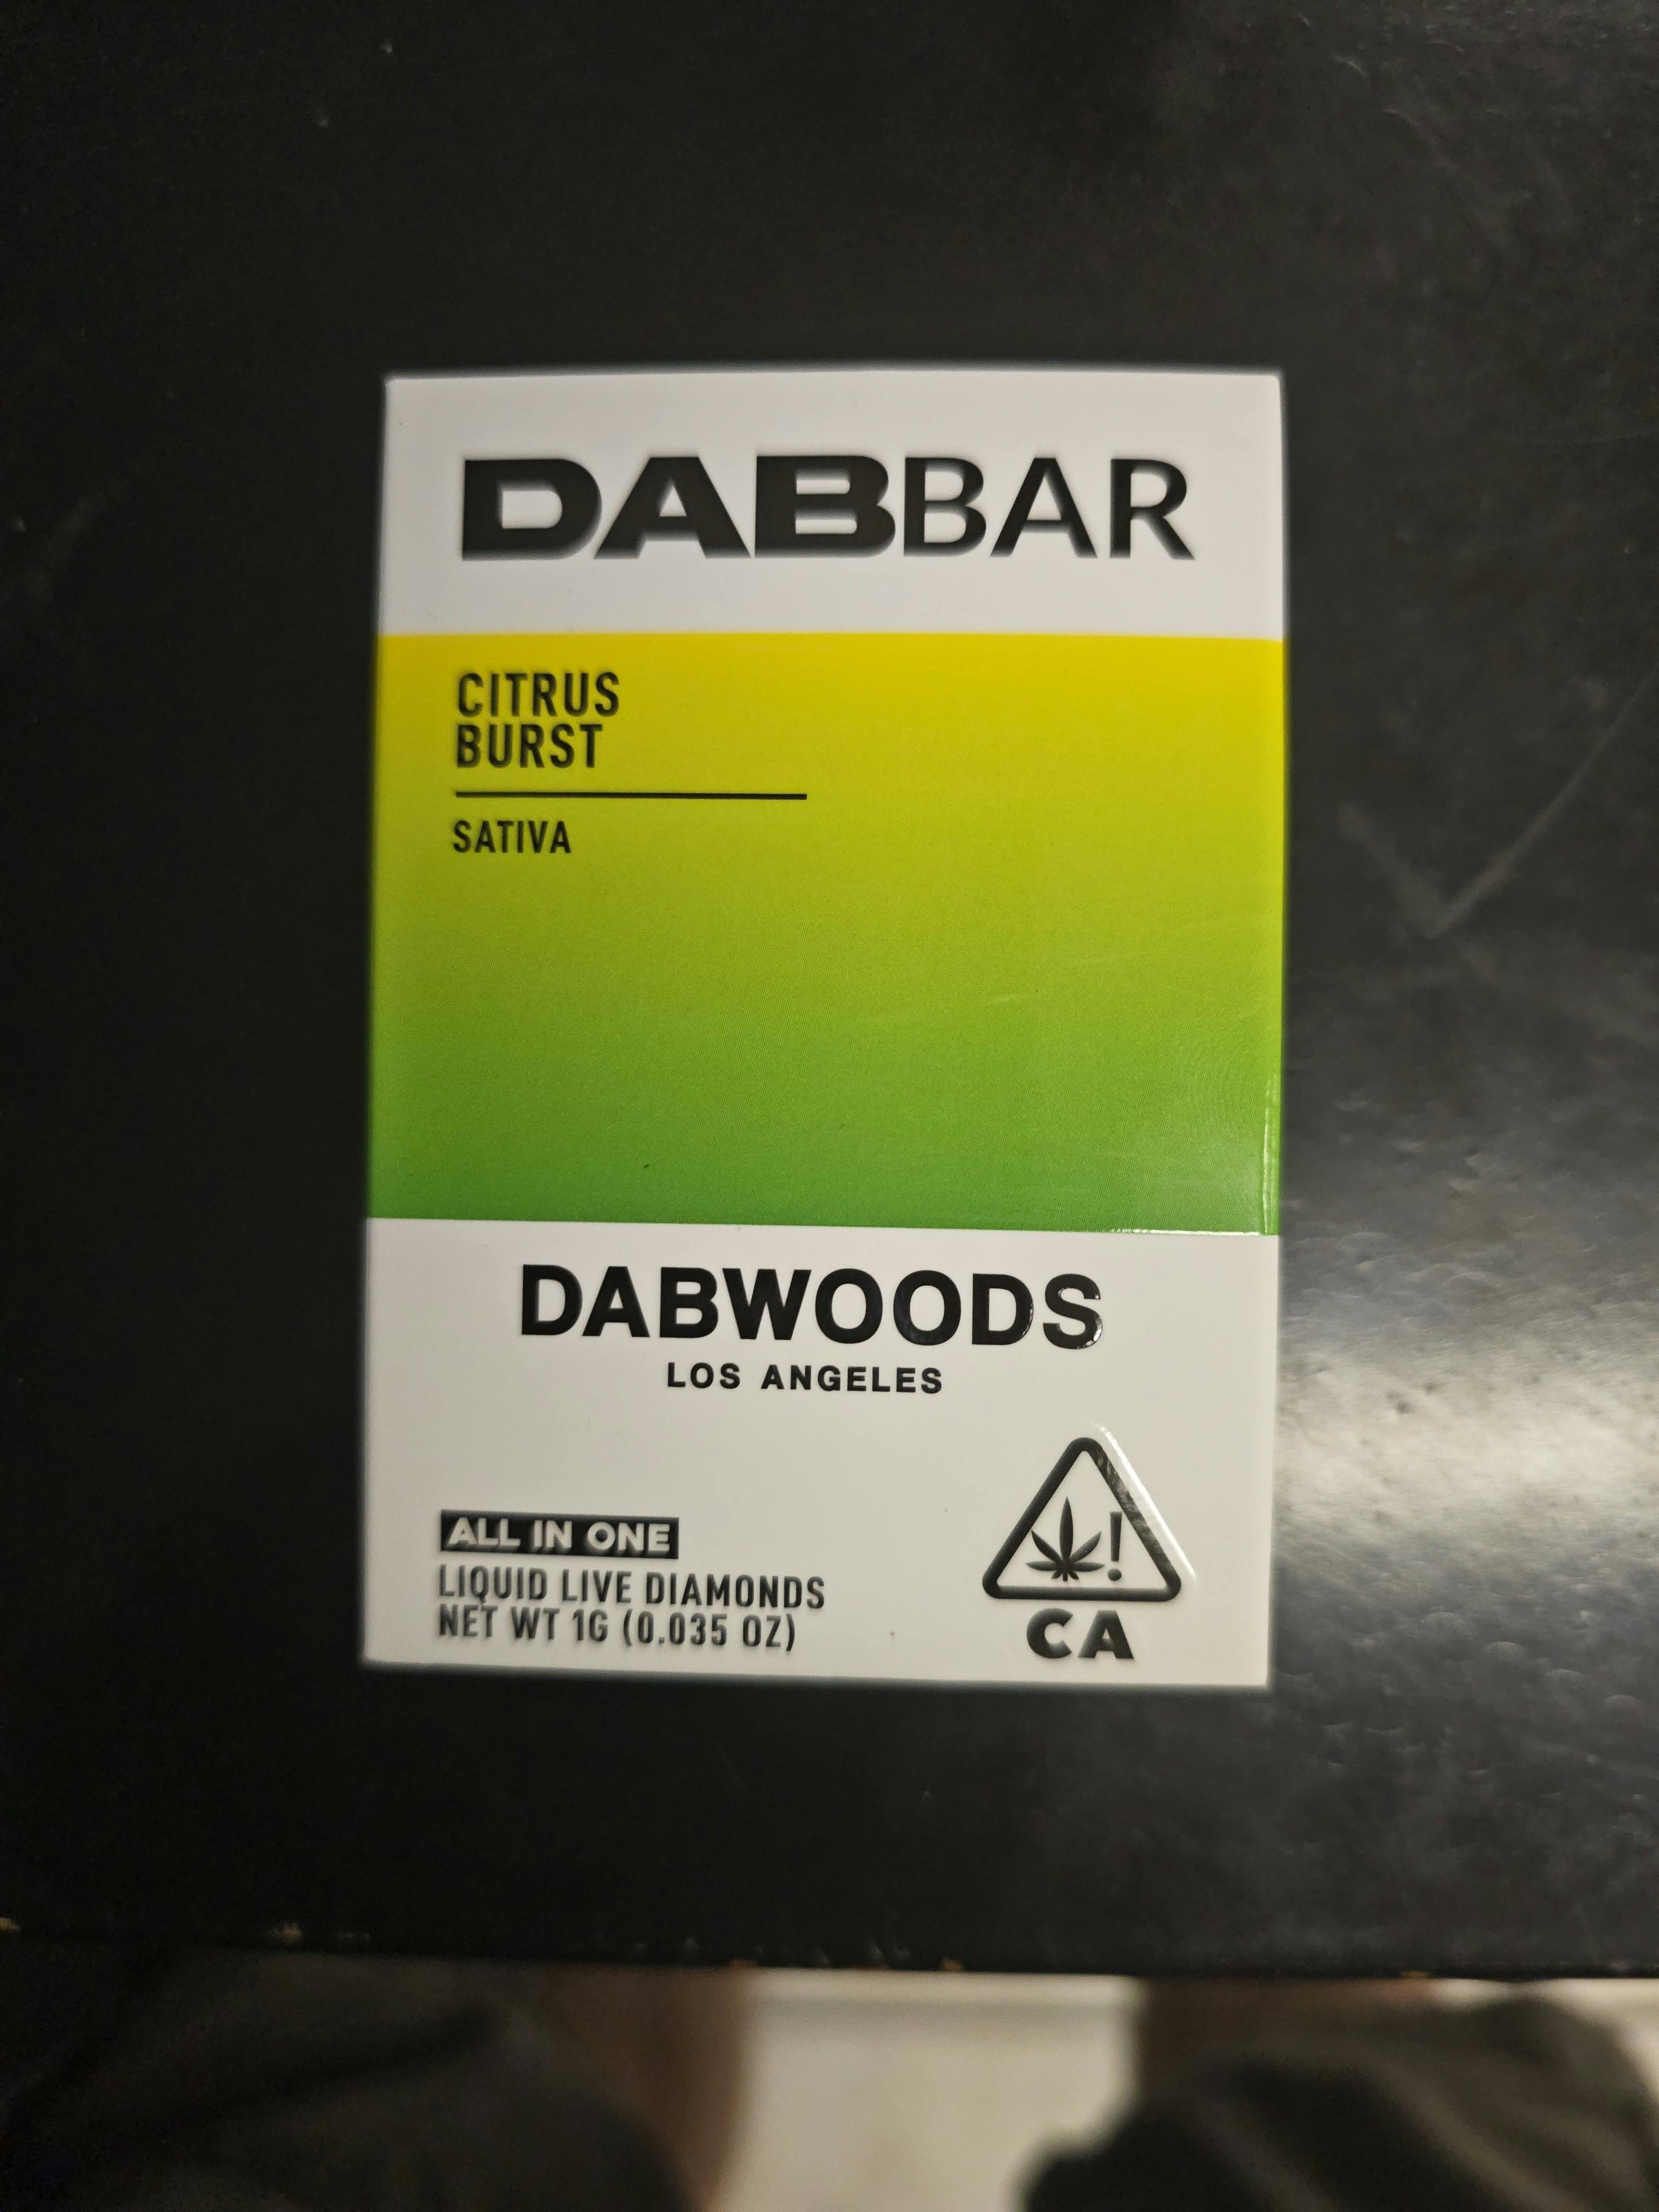 DABBAR
CITRUS
BURST
SATIVA
DABWOODS
LOS ANGELES
ALL IN ONE
LIQUID LIVE DIAMONDS
NET WT 1G (0.035 OZ)
!
CA